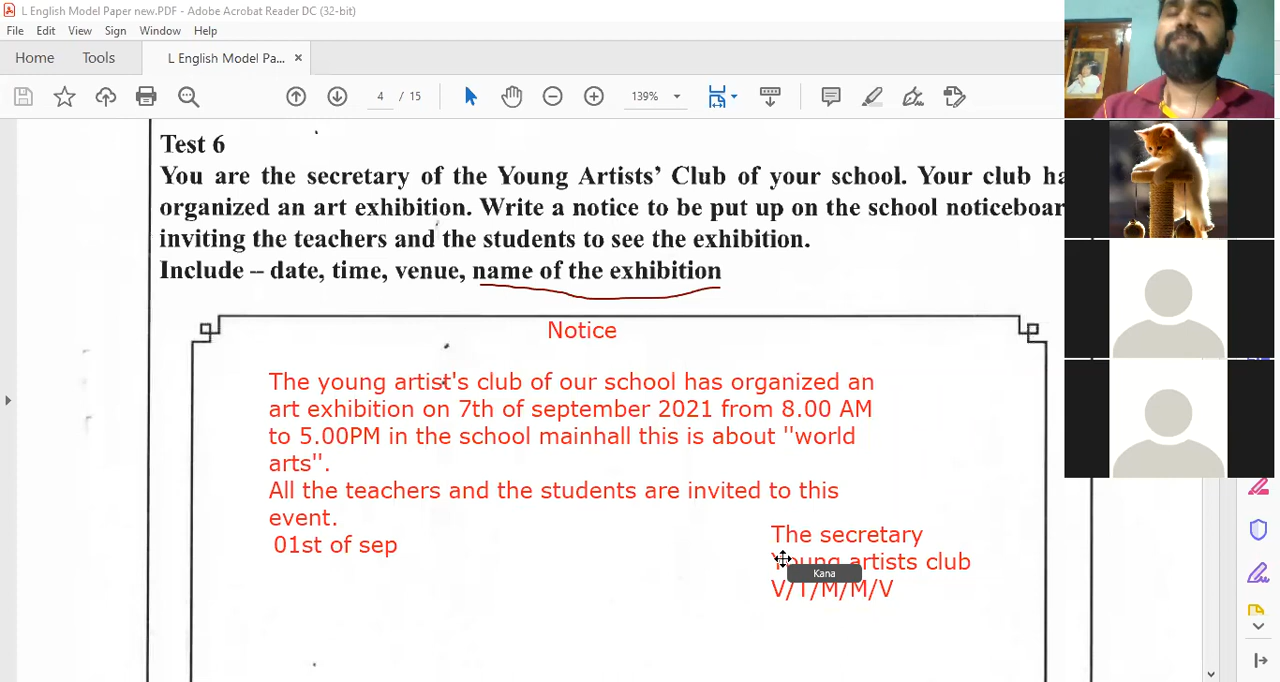 L English Model Paper new.PDF - Adobe Acrobat Reader DC (32-bit)
File Edit View Sign Window Help
Home Tools L English Model Pa... ×
4 / 15 139%
Test 6
You are the secretary of the Young Artists' Club of your school. Your club ha
organized an art exhibition. Write a notice to be put up on the school noticeboar
inviting the teachers and the students to see the exhibition.
Include – date, time, venue, name of the exhibition
Notice
The young artist's club of our school has organized an
art exhibition on 7th of september 2021 from 8.00 AM
to 5.00PM in the school mainhall this is about "world
arts".
All the teachers and the students are invited to this
event.
01st of sep
The secretary
Young artists club
Kana
V/T/M/M/V